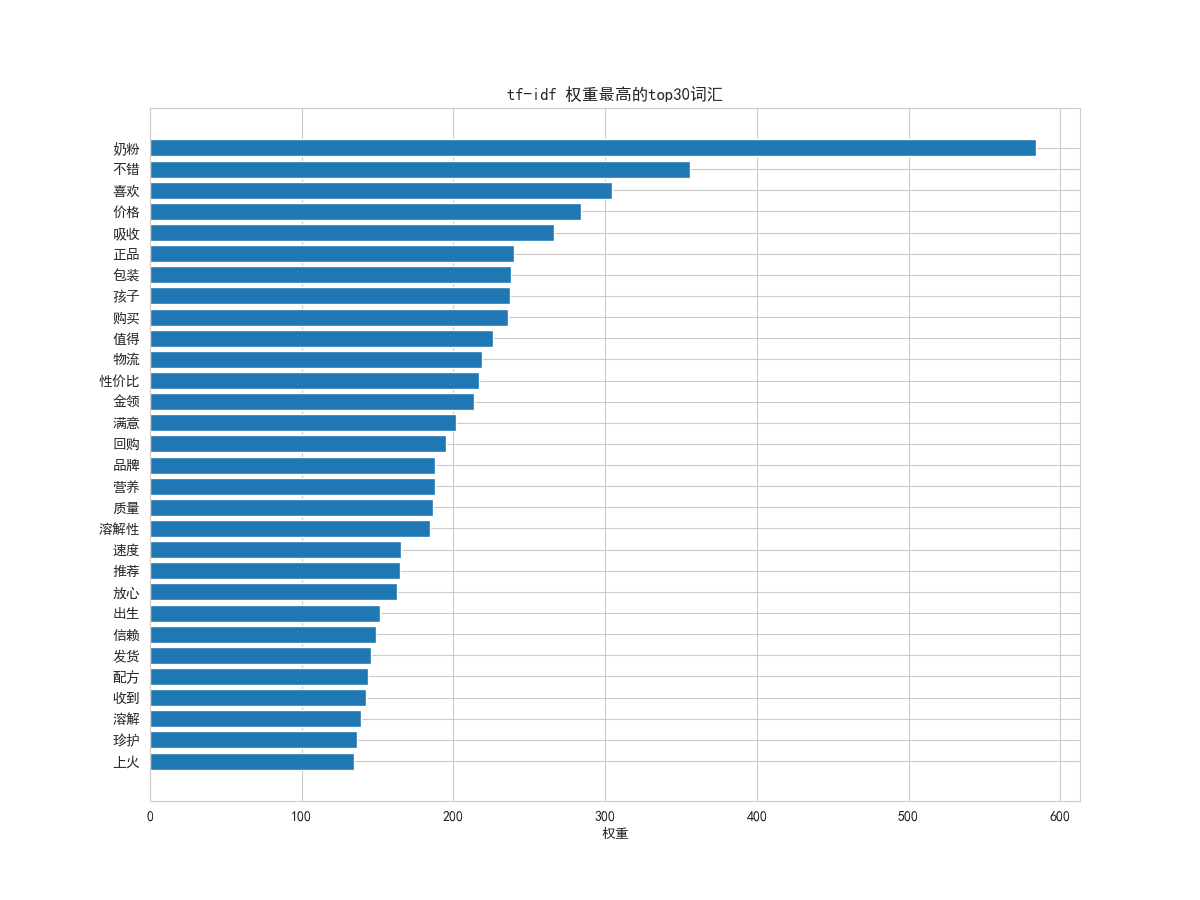 tf-idf 权重最高的top30词汇
奶粉
不错
喜欢
价格
吸收
正品
包装
孩子
购买
值得
物流
性价比
金领
满意
回购
品牌
营养
质量
溶解性
速度
推荐
放心
出生
信赖
发货
配方
收到
溶解
珍护
上火
0 100 200 300 400 500 600
权重